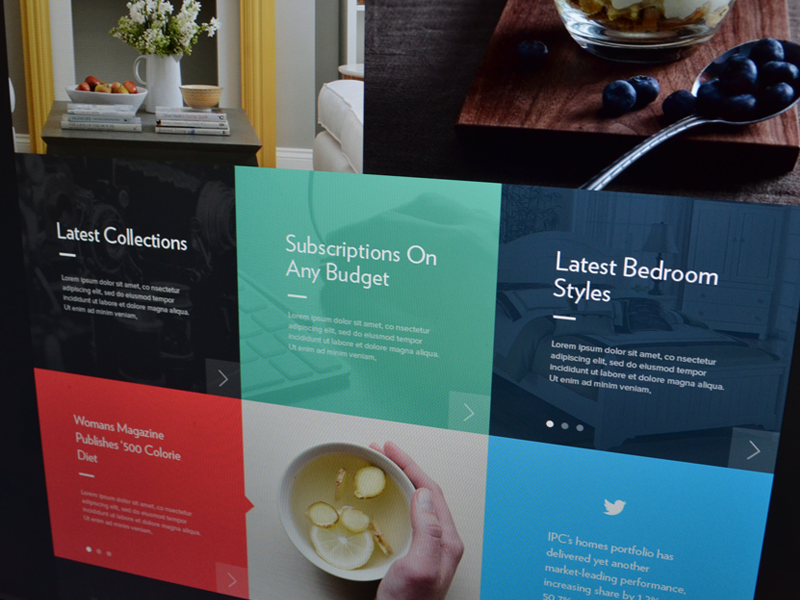 Latest Collections
Lorem ipsum dolor sit amet, co nsectetur
adipiscing elit, sed do eiusmod tempor
incididunt ut labore et dolore magna aliqua.
Ut enim ad minim veniam,
Subscriptions On
Any Budget
Lorem ipsum dolor sit amet, co nsectetur
adipiscing elit, sed do eiusmod tempor
incididunt ut labore et dolore magna aliqua.
Ut enim ad minim veniam,
Latest Bedroom
Styles
Lorem ipsum dolor sit amet, co nsectetur
adipiscing elit, sed do eiusmod tempor
incididunt ut labore et dolore magna aliqua.
Ut enim ad minim veniam,
Womans Magazine
Publishes '500 Calorie
Diet
Lorem ipsum dolor sit amet, co nsectetur
adipiscing elit, sed do eiusmod tempor
incididunt ut labore et dolore magna aliqua.
Ut enim ad minim veniam,
IPC's homes portfolio has
delivered yet another
market-leading performance,
increasing share by